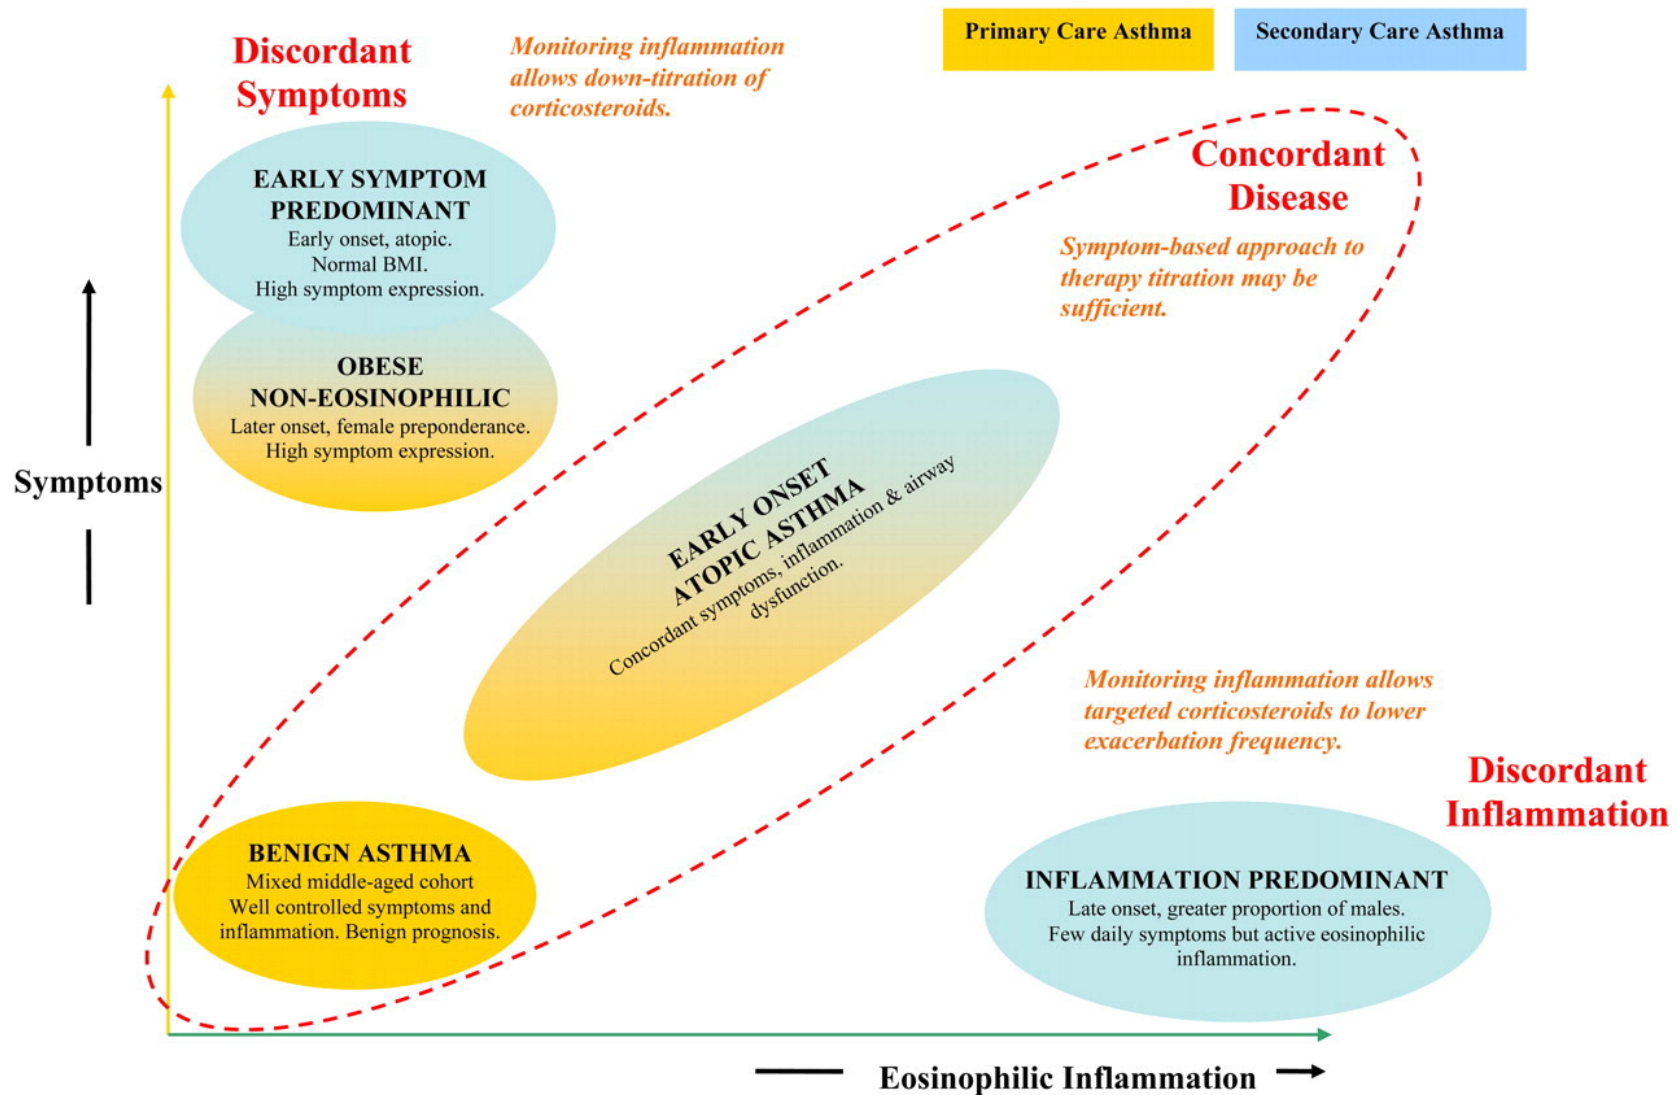 Primary Care Asthma
Secondary Care Asthma
Discordant
Symptoms
Monitoring inflammation
allows down-titration of
corticosteroids.
EARLY SYMPTOM
PREDOMINANT
Early onset, atopic.
Normal BMI.
High symptom expression.
OBESE
NON-EOSINOPHILIC
Later onset, female preponderance.
High symptom expression.
Symptoms
Concordant
Disease
Symptom-based approach to
therapy titration may be
sufficient.
EARLY ONSET
ATOPIC ASTHMA
Concordant symptoms, inflammation & airway
dysfunction.
Monitoring inflammation allows
targeted corticosteroids to lower
exacerbation frequency.
Discordant
Inflammation
BENIGN ASTHMA
Mixed middle-aged cohort
Well controlled symptoms and
inflammation. Benign prognosis.
INFLAMMATION PREDOMINANT
Late onset, greater proportion of males.
Few daily symptoms but active eosinophilic
inflammation.
Eosinophilic Inflammation